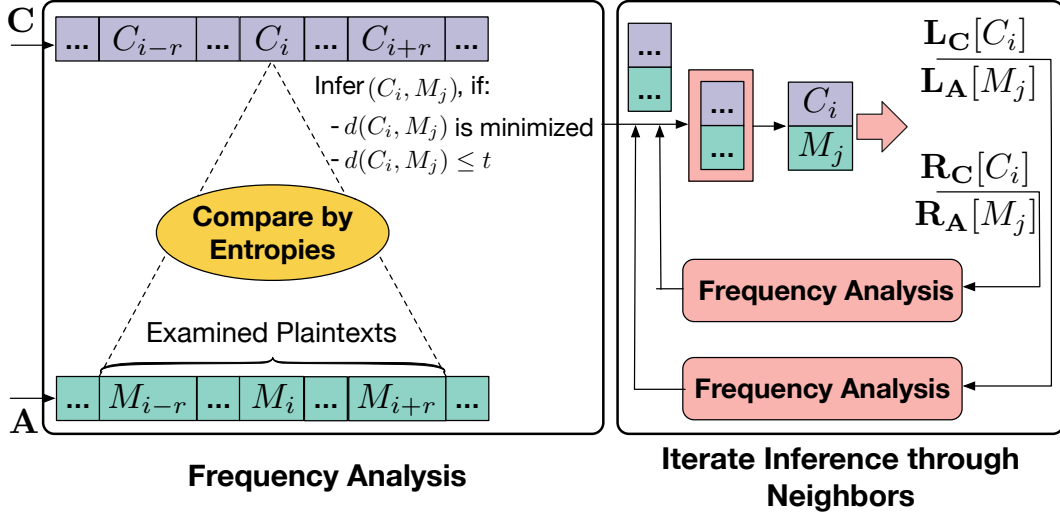 C
... C_{i−r} ... C_i ... C_{i+r} ...
Infer (C_i, M_j), if:
- d(C_i, M_j) is minimized
- d(C_i, M_j) ≤ t
Compare by
Entropies
Examined Plaintexts
... M_{i−r} ... M_i ... M_{i+r} ...
A
Frequency Analysis
...
...
...
...
C_i
M_j
L_C[C_i]
L_A[M_j]
R_C[C_i]
R_A[M_j]
Frequency Analysis
Frequency Analysis
Iterate Inference through
Neighbors